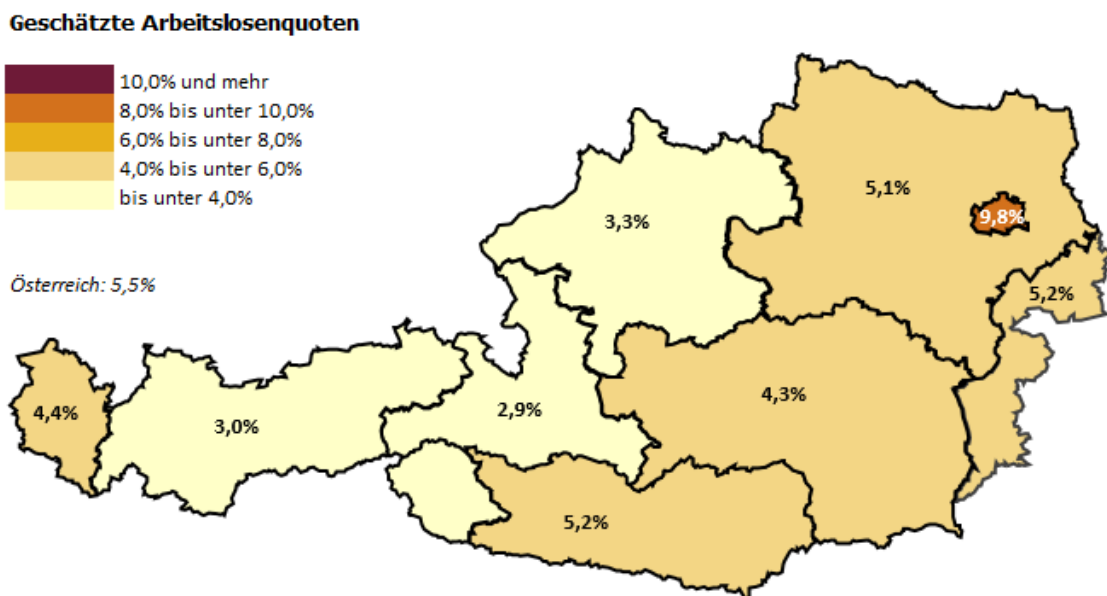 Geschätzte Arbeitslosenquoten
10,0% und mehr
8,0% bis unter 10,0%
6,0% bis unter 8,0%
4,0% bis unter 6,0%
bis unter 4,0%
Österreich: 5,5%
5,1%
3,3%
9,8%
5,2%
4,3%
4,4%
2,9%
3,0%
5,2%